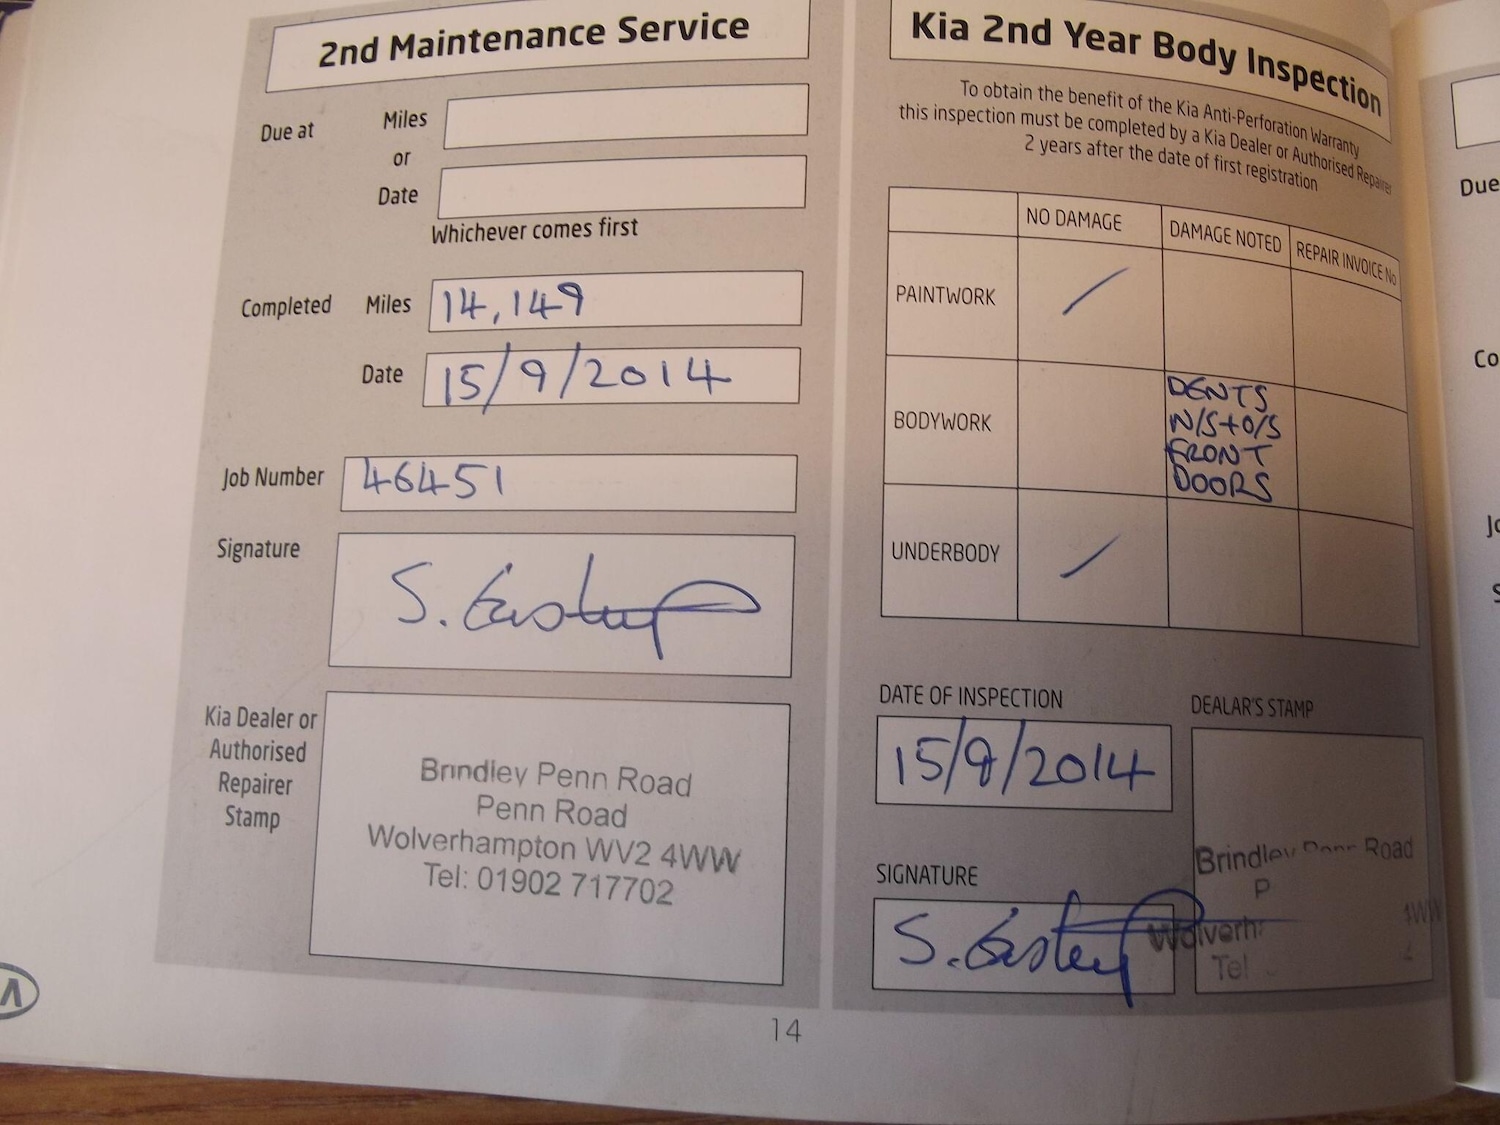 2nd Maintenance Service
Due at
Miles
or
Date
Whichever comes first
Completed
Miles
14,149
Date
15/9/2014
Job Number
46451
Signature
Kia Dealer or
Authorised
Repairer
Stamp
Brindley Penn Road
Penn Road
Wolverhampton WV2 4WW
Tel: 01902 717702
Kia 2nd Year Body Inspection
To obtain the benefit of the Kia Anti-Perforation Warranty
this inspection must be completed by a Kia Dealer or Authorised Repairer
2 years after the date of first registration
NO DAMAGE
DAMAGE NOTED
REPAIR INVOICE No
PAINTWORK
/
BODYWORK
DENTS
N/S+O/S
FRONT
DOORS
UNDERBODY
/
DATE OF INSPECTION
15/9/2014
DEALAR'S STAMP
Brindley Penn Road
P
Wolverh
4WW
Tel
SIGNATURE
14
Due
Co